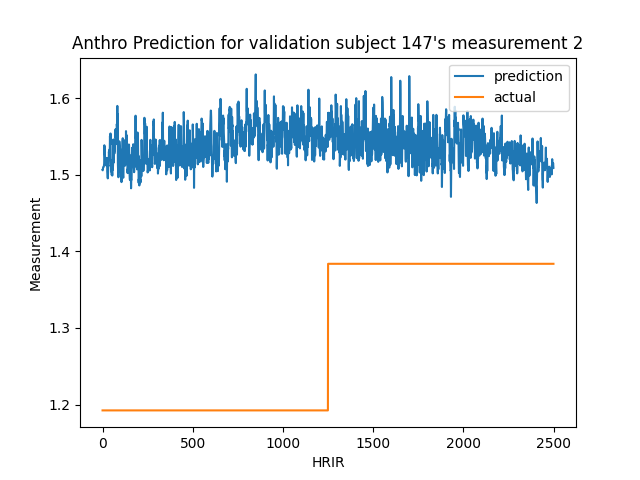 Anthro Prediction for validation subject 147's measurement 2
prediction
actual
1.6
1.5
1.4
1.3
1.2
Measurement
0
500
1000
1500
2000
2500
HRIR